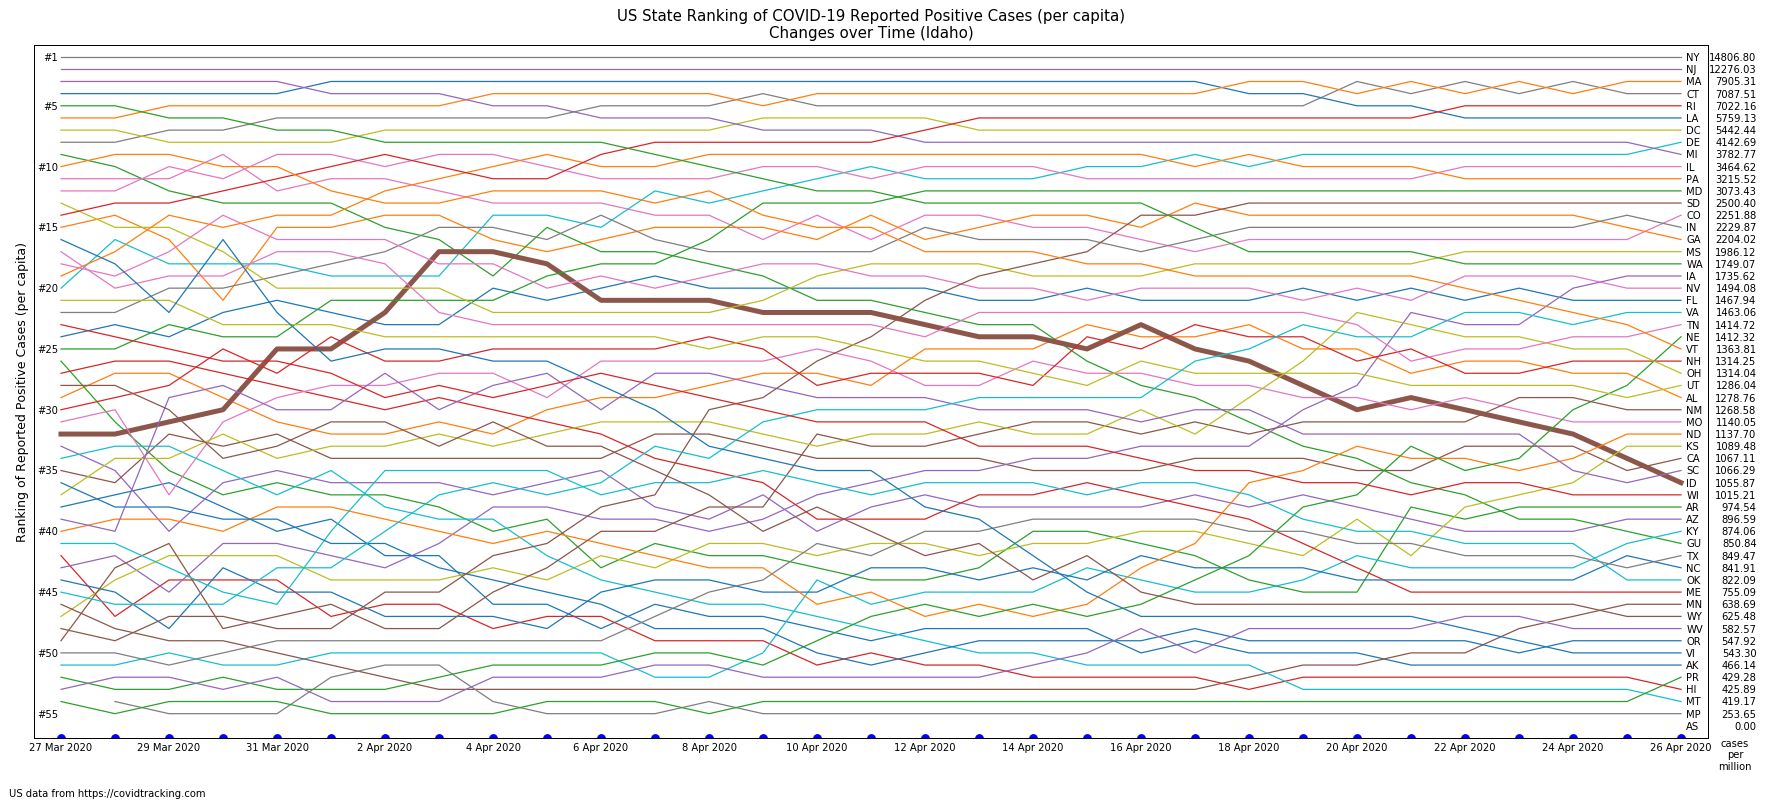 US State Ranking of COVID-19 Reported Positive Cases (per capita)
Changes over Time (Idaho)
Ranking of Reported Positive Cases (per capita)
#1
#5
#10
#15
#20
#25
#30
#35
#40
#45
#50
#55
NY 14806.80
NJ 12276.03
MA 7905.31
CT 7087.51
RI 7022.16
LA 5759.13
DC 5442.44
DE 4142.69
MI 3782.77
IL 3464.62
PA 3215.52
MD 3073.43
SD 2500.40
CO 2251.88
IN 2229.87
GA 2204.02
MS 1986.12
WA 1749.07
IA 1735.62
NV 1494.08
FL 1467.94
VA 1463.06
TN 1414.72
NE 1412.32
VT 1363.81
NH 1314.25
OH 1314.04
UT 1286.04
AL 1278.76
NM 1268.58
MO 1140.05
ND 1137.70
KS 1089.48
CA 1067.11
SC 1066.29
ID 1055.87
WI 1015.21
AR 974.54
AZ 896.59
KY 874.06
GU 850.84
TX 849.47
NC 841.91
OK 822.09
ME 755.09
MN 638.69
WY 625.48
WV 582.57
OR 547.92
VI 543.30
AK 466.14
PR 429.28
HI 425.89
MT 419.17
MP 253.65
AS 0.00
27 Mar 2020 29 Mar 2020 31 Mar 2020 2 Apr 2020 4 Apr 2020 6 Apr 2020 8 Apr 2020 10 Apr 2020 12 Apr 2020 14 Apr 2020 16 Apr 2020 18 Apr 2020 20 Apr 2020 22 Apr 2020 24 Apr 2020 26 Apr 2020
cases
per
million
US data from https://covidtracking.com